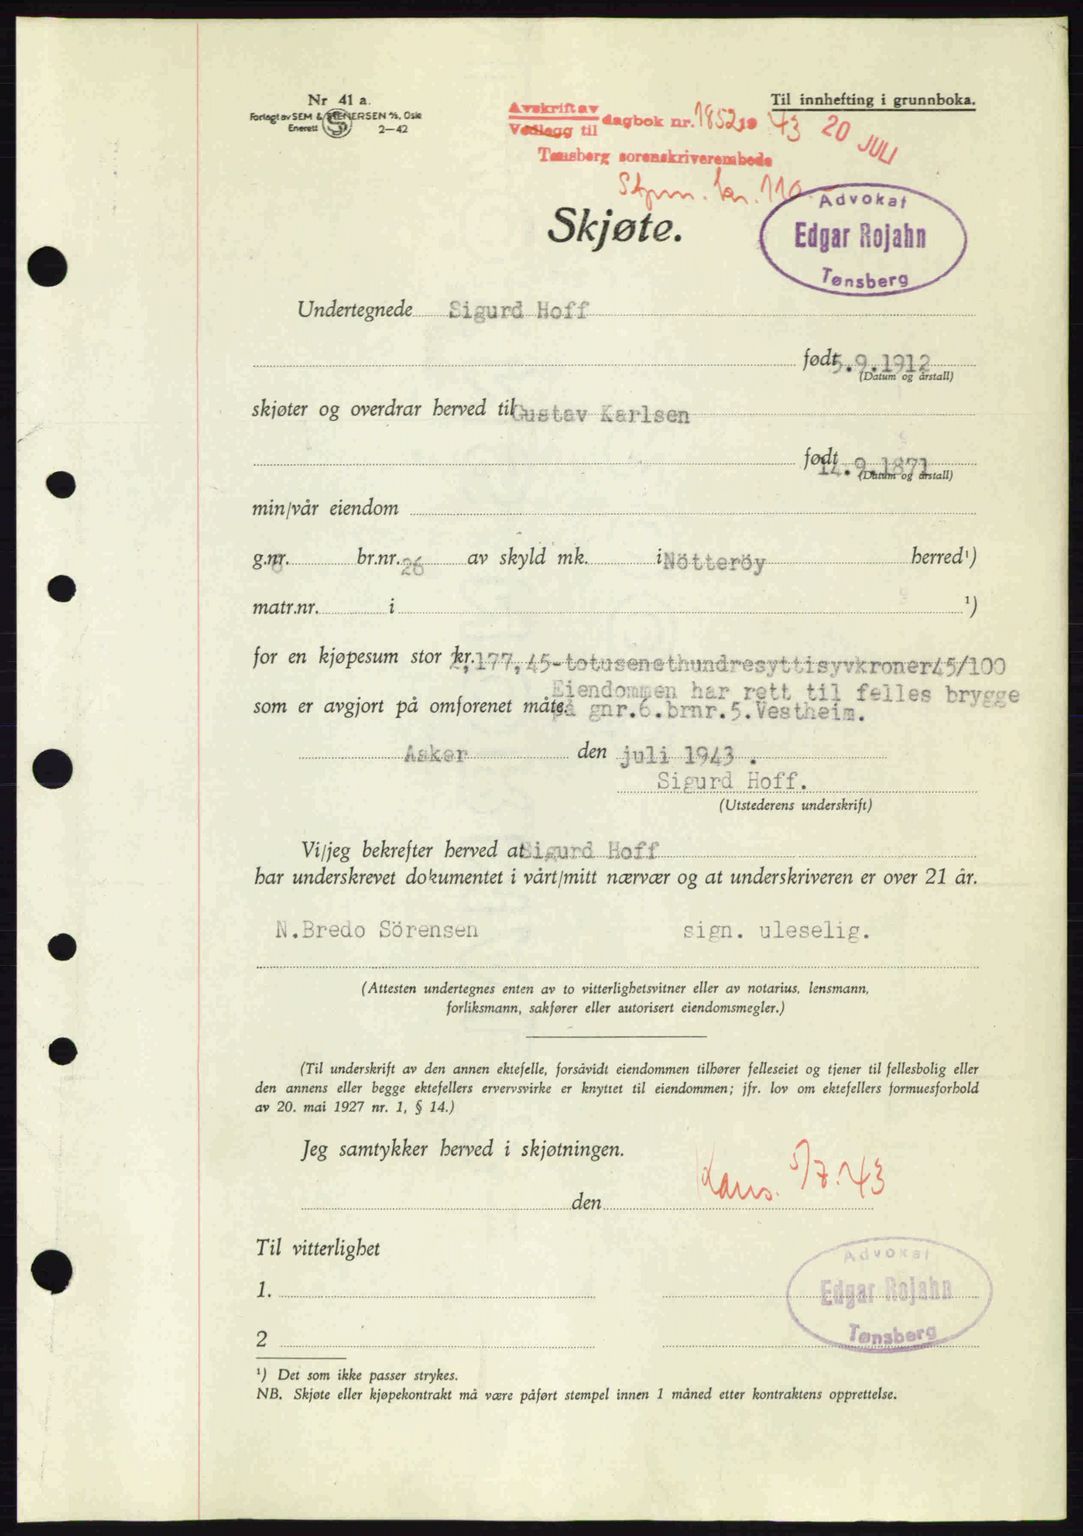 Nr 41 a.
Forlagt av SEM & STENERSEN A/S, Oslo
Enerett S 2-42
Avskrift av
Vedlegg til dagbok nr. 1852 19 43 20 JULI
Tønsberg sorenskriverembede
Til innhefting i grunnboka.
kr. 110
Skjøte.
Advokat
Edgar Rojahn
Tønsberg
Undertegnede Sigurd Hoff
født 5.9.1912
(Datum og årstall)
skjøter og overdrar herved til Gustav Karlsen
født 14.9.1871
(Datum og årstall)
min/vår eiendom
g.nr. 6 br.nr. 26 av skyld mk. i Nötteröy herred¹)
matr.nr. i ¹)
for en kjøpesum stor kr. 2,177,45-totusenethundresyttisyvkroner45/100
Eiendommen har rett til felles brygge
som er avgjort på omforenet måte. på gnr.6.brnr.5.Vestheim.
Asker den juli 1943 .
Sigurd Hoff.
(Utstederens underskrift)
Vi/jeg bekrefter herved at Sigurd Hoff
har underskrevet dokumentet i vårt/mitt nærvær og at underskriveren er over 21 år.
N.Bredo Sörensen sign. uleselig.
(Attesten undertegnes enten av to vitterlighetsvitner eller av notarius, lensmann,
forliksmann, sakfører eller autorisert eiendomsmegler.)
(Til underskrift av den annen ektefelle, forsåvidt eiendommen tilhører felleseiet og tjener til fellesbolig eller
den annens eller begge ektefellers ervervsvirke er knyttet til eiendommen; jfr. lov om ektefellers formuesforhold
av 20. mai 1927 nr. 1, § 14.)
Jeg samtykker herved i skjøtningen.
5/7.43
den
Til vitterlighet
1.
2
Advokat
Edgar Rojahn
Tønsberg
¹) Det som ikke passer strykes.
NB. Skjøte eller kjøpekontrakt må være påført stempel innen 1 måned etter kontraktens opprettelse.